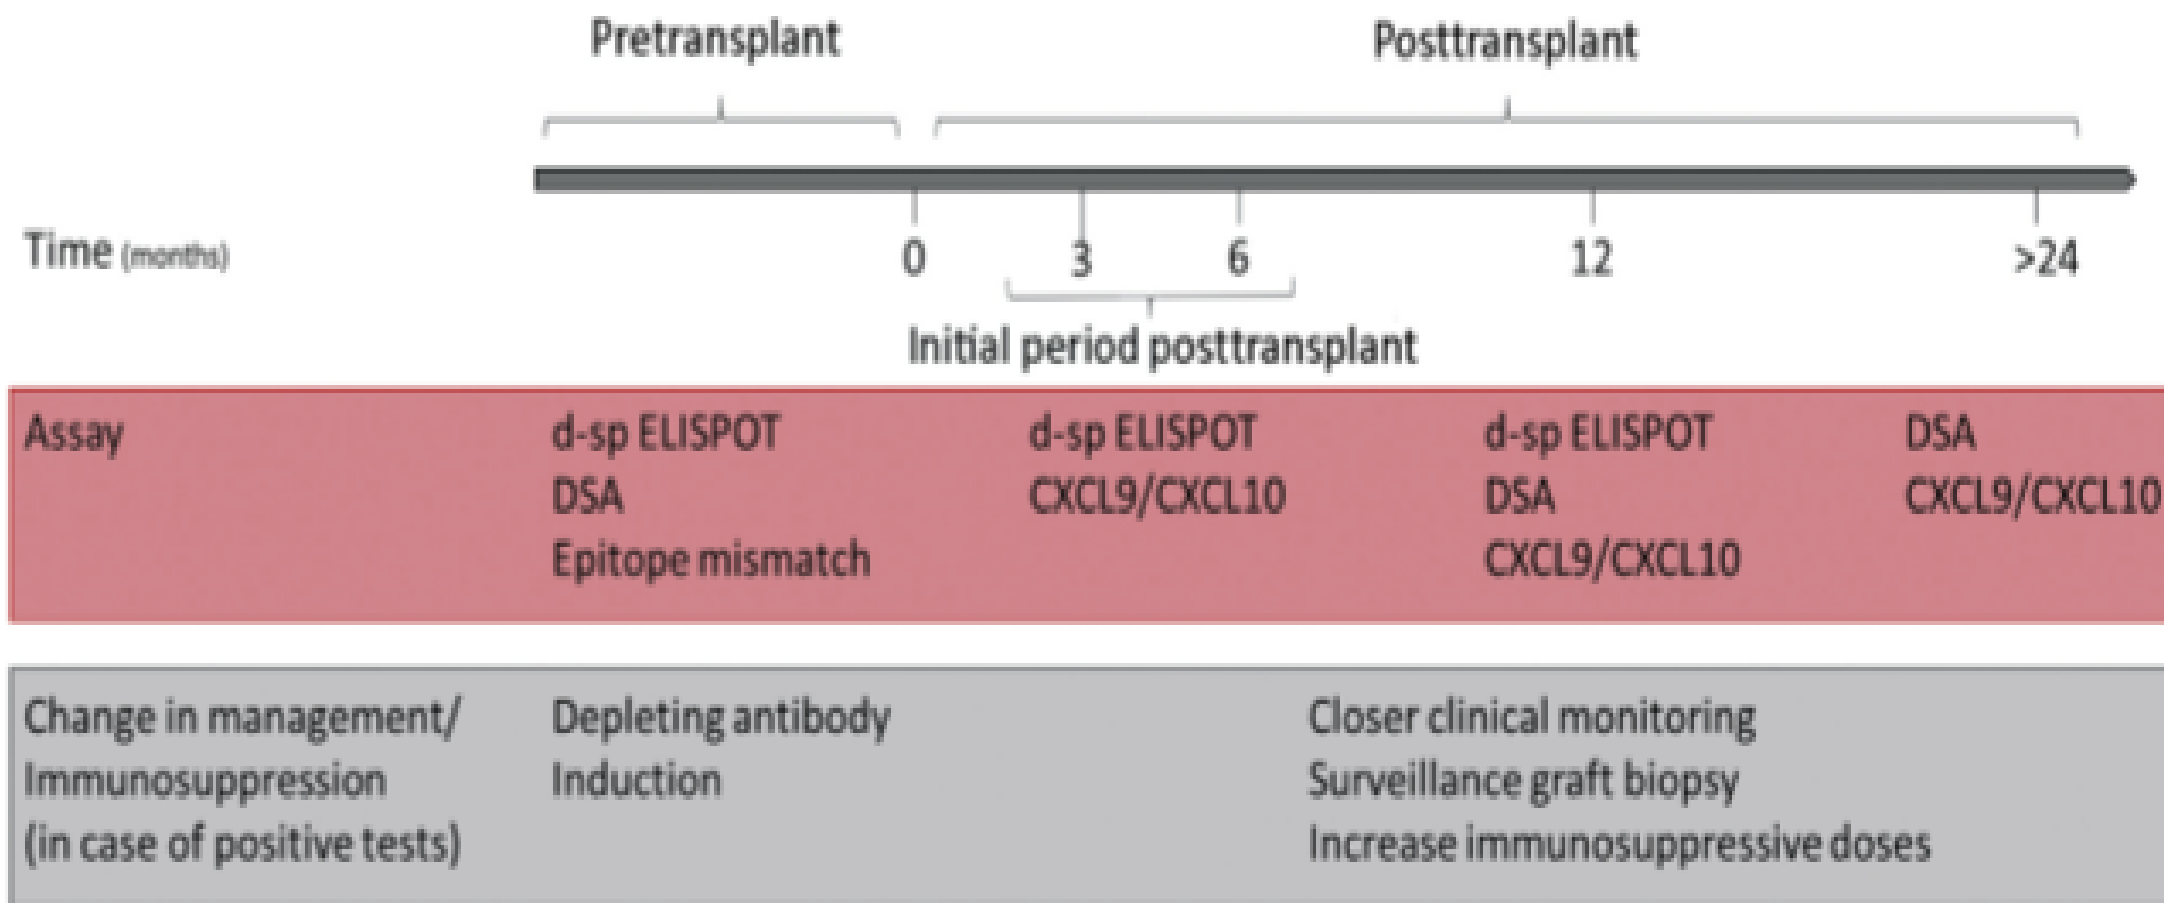 Pretransplant Posttransplant
Time (months) 0 3 6 12 >24
Initial period posttransplant
Assay d-sp ELISPOT d-sp ELISPOT d-sp ELISPOT DSA
DSA CXCL9/CXCL10 DSA CXCL9/CXCL10
Epitope mismatch CXCL9/CXCL10
Change in management/ Depleting antibody Closer clinical monitoring
Immunosuppression Induction Surveillance graft biopsy
(in case of positive tests) Increase immunosuppressive doses